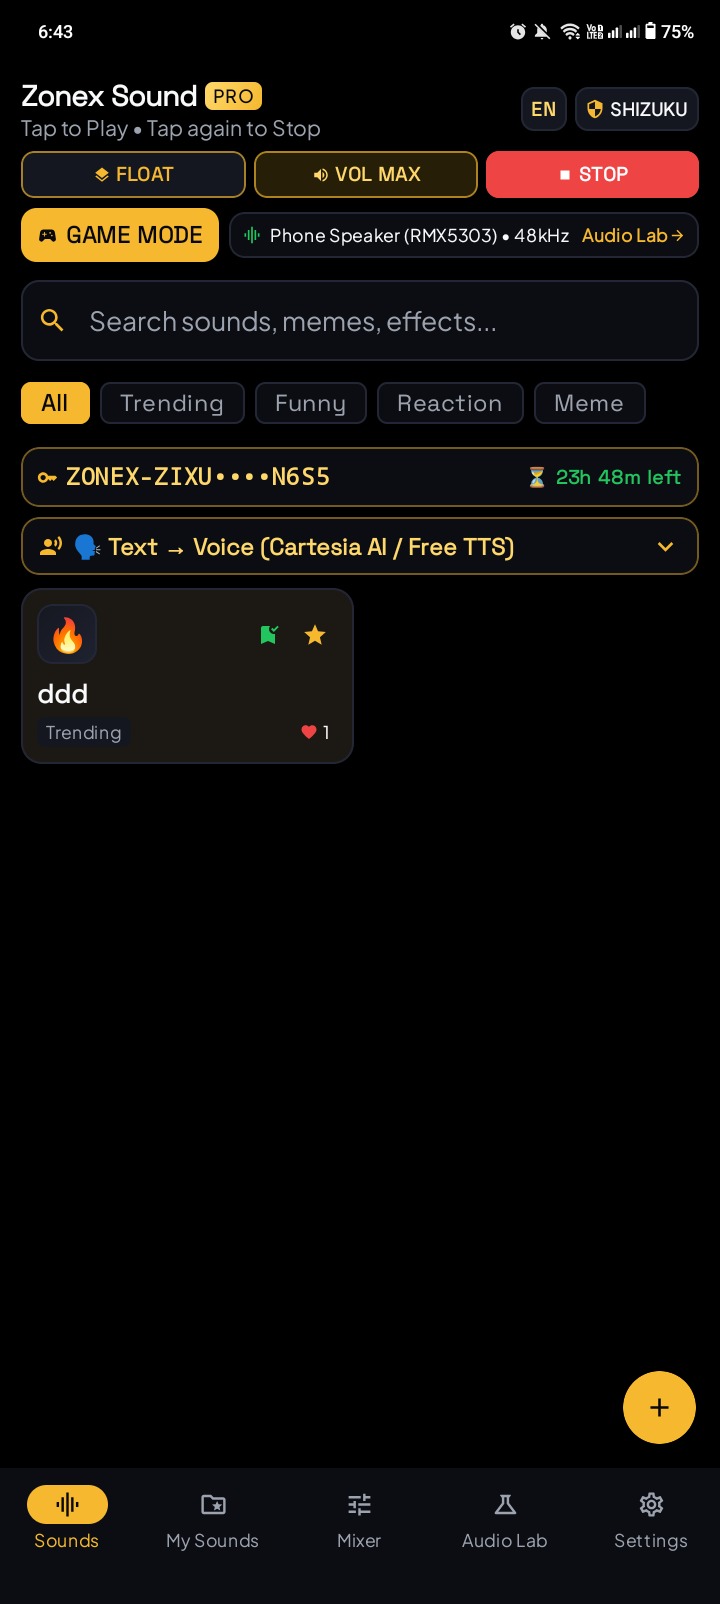 6:43 VoD LTED 75%
Zonex Sound PRO
Tap to Play • Tap again to Stop
EN SHIZUKU
FLOAT VOL MAX STOP
GAME MODE Phone Speaker (RMX5303) • 48kHz Audio Lab →
Search sounds, memes, effects...
All Trending Funny Reaction Meme
ZONEX-ZIXU••••N6S5 23h 48m left
Text → Voice (Cartesia AI / Free TTS)
ddd
Trending 1
Sounds My Sounds Mixer Audio Lab Settings